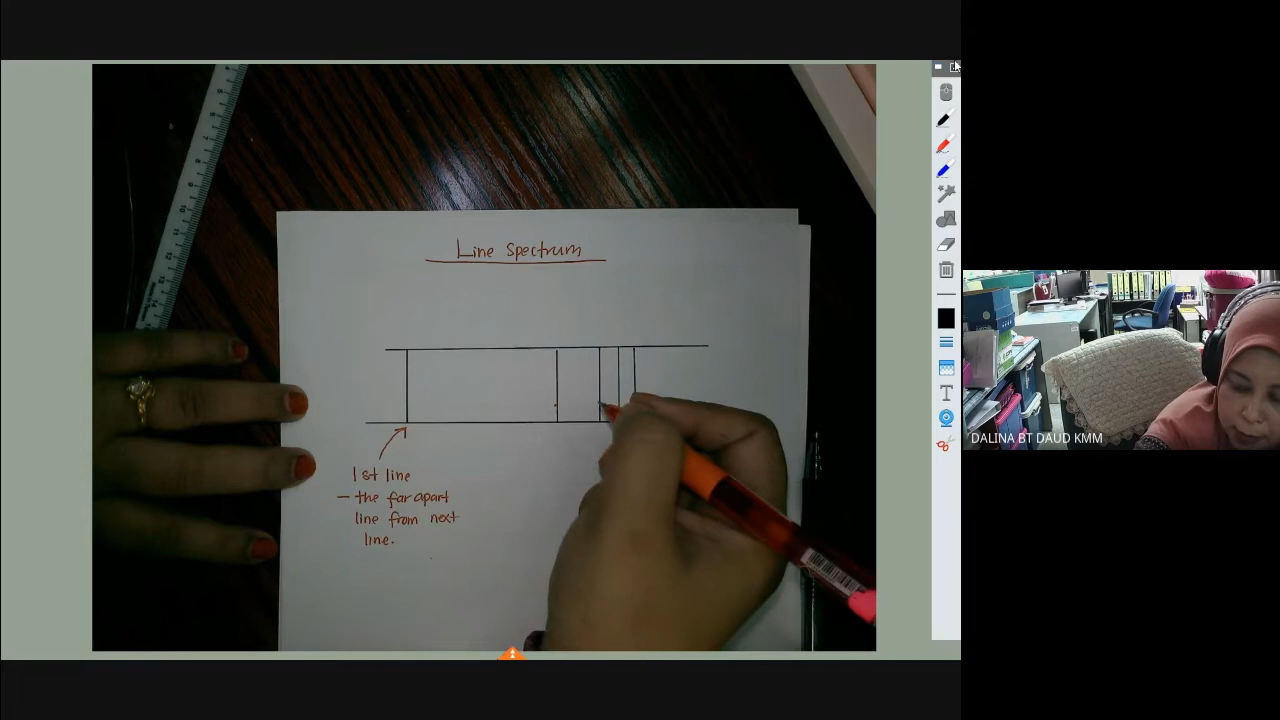 Line Spectrum
1st line
- the far apart
line from next
line.
DALINA BT DAUD KMM
T